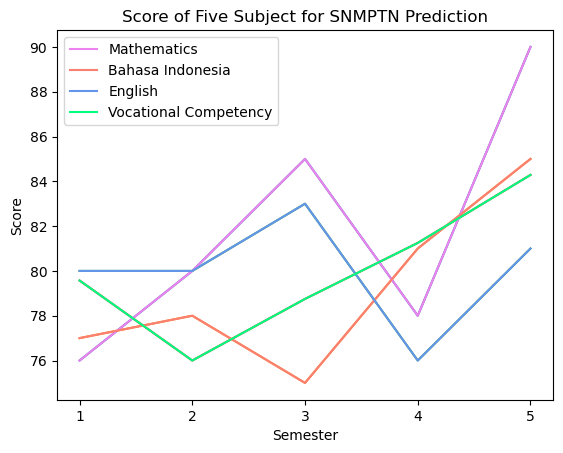 Score of Five Subject for SNMPTN Prediction
Mathematics
Bahasa Indonesia
English
Vocational Competency
Score
90
88
86
84
82
80
78
76
1 2 3 4 5
Semester